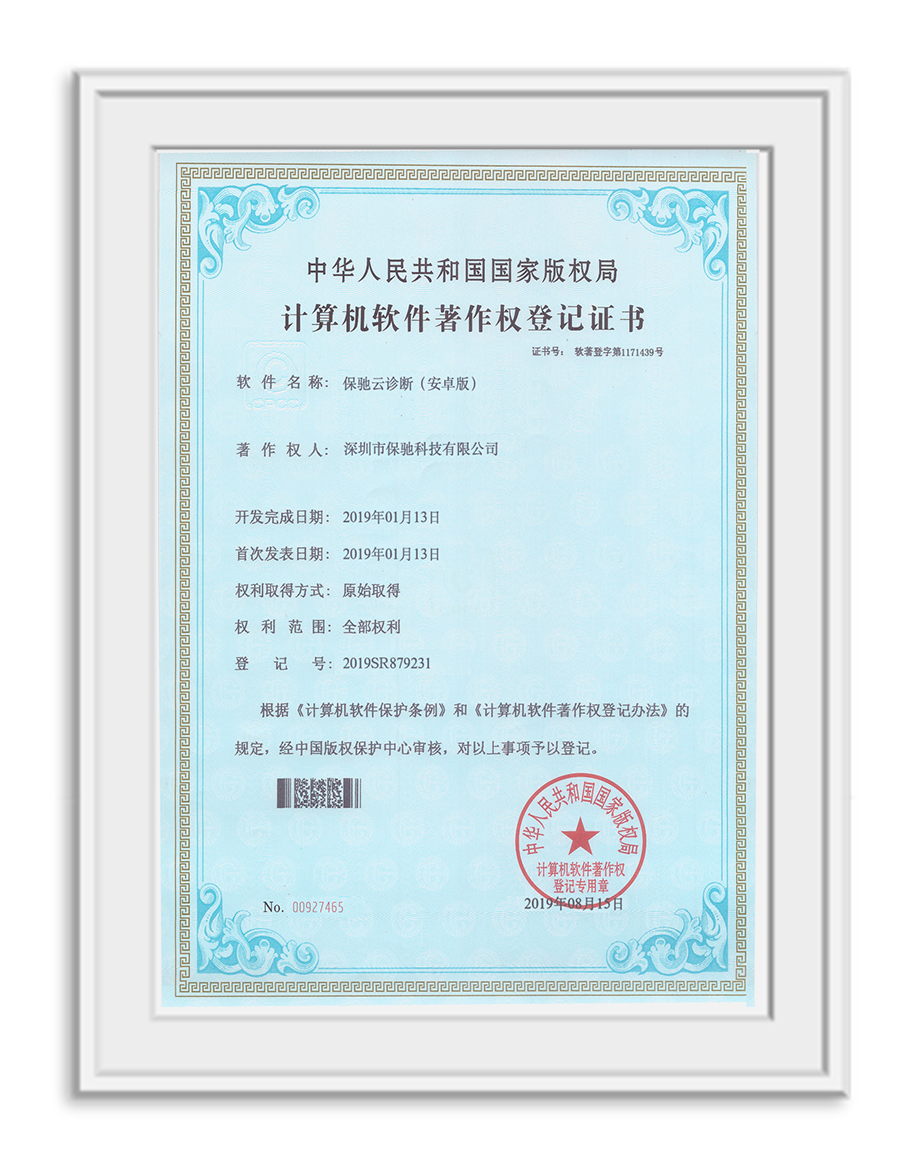 中华人民共和国国家版权局
计算机软件著作权登记证书
证书号： 软著登字第1171439号
软件名称： 保驰云诊断（安卓版）
CPCC
著作权人： 深圳市保驰科技有限公司
开发完成日期： 2019年01月13日
首次发表日期： 2019年01月13日
权利取得方式： 原始取得
权利范围： 全部权利
登记号： 2019SR879231
根据《计算机软件保护条例》和《计算机软件著作权登记办法》的
规定，经中国版权保护中心审核，对以上事项予以登记。
中华人民共和国国家版权局
计算机软件著作权
登记专用章
No. 00927465
2019年08月15日